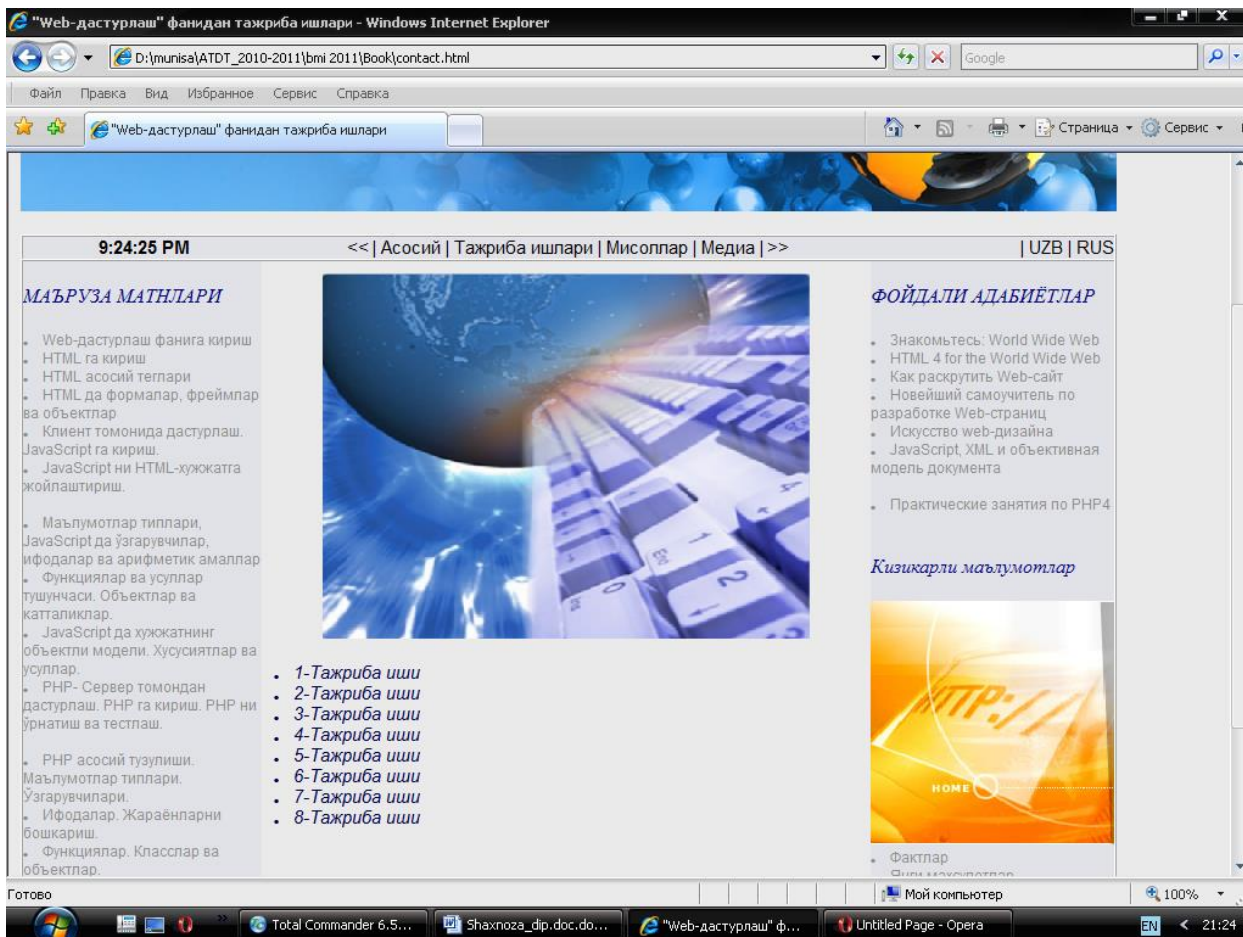 "Web-дастурлаш" фанидан тажриба ишлари - Windows Internet Explorer
D:\munisa\ATDT_2010-2011\bmi 2011\Book\contact.html
Google
Файл Правка Вид Избранное Сервис Справка
"Web-дастурлаш" фанидан тажриба ишлари
Страница
Сервис
9:24:25 PM
<< | Асосий | Тажриба ишлари | Мисоллар | Медиа | >>
| UZB | RUS
МАЪРУЗА МАТНЛАРИ
Web-дастурлаш фанига кириш
HTML га кириш
HTML асосий теглари
HTML да формалар, фреймлар
ва объектлар
Клиент томонида дастурлаш.
JavaScript га кириш.
JavaScript ни HTML-хужжатга
жойлаштириш.
Маълумотлар типлари,
JavaScript да ўзгарувчилар,
ифодалар ва арифметик амаллар
Функциялар ва усуллар
тушунчаси. Объектлар ва
катталиклар.
JavaScript да хужжатнинг
объектли модели. Хусусиятлар ва
усуллар.
PHP- Сервер томондан
дастурлаш. PHP га кириш. PHP ни
ўрнатиш ва тестлаш.
PHP асосий тузулиши.
Маълумотлар типлари.
Ўзгарувчилари.
Ифодалар. Жараёнларни
бошкариш.
Функциялар. Класслар ва
объектлар.
Esc
Ins
0
1
2
4
1-Тажриба иши
2-Тажриба иши
3-Тажриба иши
4-Тажриба иши
5-Тажриба иши
6-Тажриба иши
7-Тажриба иши
8-Тажриба иши
ФОЙДАЛИ АДАБИЁТЛАР
Знакомьтесь: World Wide Web
HTML 4 for the World Wide Web
Как раскрутить Web-сайт
Новейший самоучитель по
разработке Web-страниц
Искусство web-дизайна
JavaScript, XML и объективная
модель документа
Практические занятия по PHP4
Кизикарли маълумотлар
HTTP:/
HOME
Фактлар
Готово
Мой компьютер
100%
Total Commander 6.5...
Shaxnoza_dip.doc.do...
"Web-дастурлаш" ф...
Untitled Page - Opera
EN
21:24